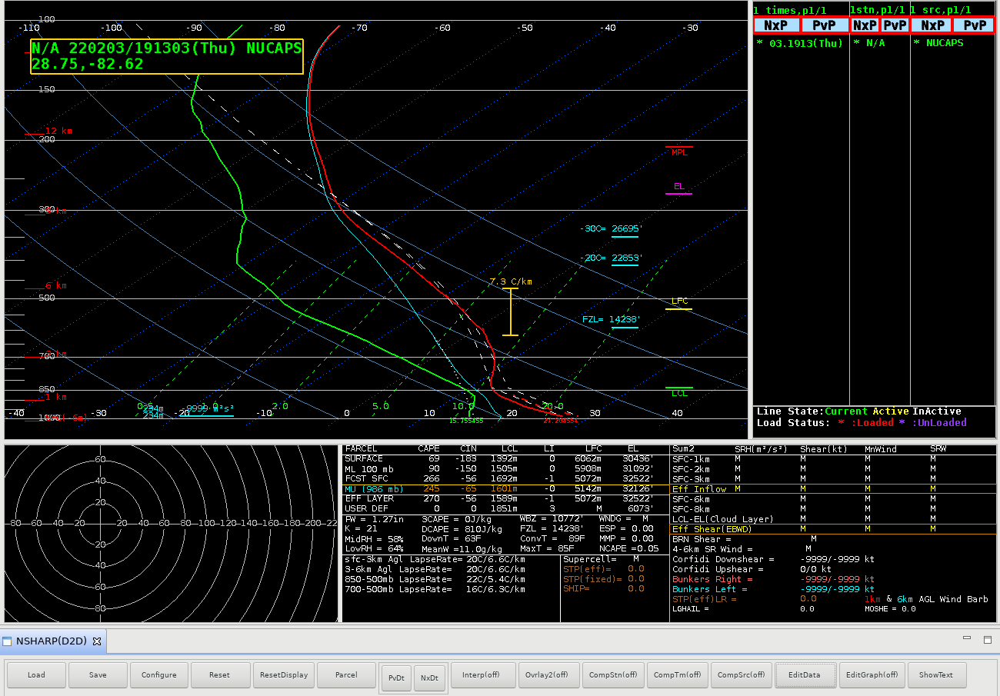 100
-110 -100 -90 -80 -70 -60 -50 -40 -30
N/A 220203/191303(Thu) NUCAPS
28.75,-82.62
150
12 km
200
MPL
EL
300
-30C= 26695'
-20C= 22853'
7.3 C/km
6 km
500
LFC
FZL= 14238'
700
850
LCL
1 km
1.0 2.0 5.0 10.0 20.0
234m -9999 m²s²
234m
-40 -30 -20 -10 0 10 20 30 40
1000
15.755455 21.204554
1 times,p1/1 1stn,p1/1 1 src,p1/1
NxP PvP NxP PvP NxP PvP
* 03.1913(Thu) * N/A * NUCAPS
Line State:Current Active InActive
Load Status: * :Loaded * :UnLoaded
60
40
20
-80 60 40 20 20 40 60 80 100 120 140 160 180 200 22
20
40
60
80
PARCEL CAPE CIN LCL LI LFC EL
SURFACE 69 -183 1392m 0 6062m 30436'
ML 100 mb 90 -150 1505m 0 5908m 31092'
FCST SFC 266 -56 1692m -1 5072m 32522'
MU (986 mb) 245 -65 1601m -0 5142m 32126'
EFF LAYER 270 -56 1589m -1 5072m 32522'
USER DEF 0 0 1851m 3 M 6073'
PW = 1.27in 3CAPE = 0J/kg WBZ = 10772' WNDG = M
K = 21 DCAPE = 810J/kg FZL = 14238' ESP = 0.00
MidRH = 58% DownT = 63F ConvT = 89F MMP = 0.00
LowRH = 64% MeanW =11.0g/kg MaxT = 85F NCAPE =0.05
sfc-3km Agl LapseRate= 20C/6.6C/km
3-6km Agl LapseRate= 20C/6.6C/km
850-500mb LapseRate= 22C/5.4C/km
700-500mb LapseRate= 16C/6.3C/km
Supercell= M
STP(eff)= 0.0
STP(fixed)= 0.0
SHIP= 0.0
Sum2 SRH(m²/s²) Shear(kt) MnWind SRW
SFC-1km M M M M
SFC-2km M M M M
SFC-3km M M M M
Eff Inflow M M M M
SFC-6km M M M
SFC-8km M M M
LCL-EL(Cloud Layer) M M M
Eff Shear(EBWD) M M M
BRN Shear = M
4-6km SR Wind = M
Corfidi Downshear = -9999/-9999 kt
Corfidi Upshear = 0/0 kt
Bunkers Right = -9999/-9999 kt
Bunkers Left = -9999/-9999 kt
STP(eff)LR = 0.0 1km & 6km AGL Wind Barb
LGHAIL = 0.0 MOSHE = 0.0
NSHARP(D2D)
Load Save Configure Reset ResetDisplay Parcel PvDt NxDt Interp(off) Ovrlay2(off) CompStn(off) CompTm(off) CompSrc(off) EditData EditGraph(off) ShowText